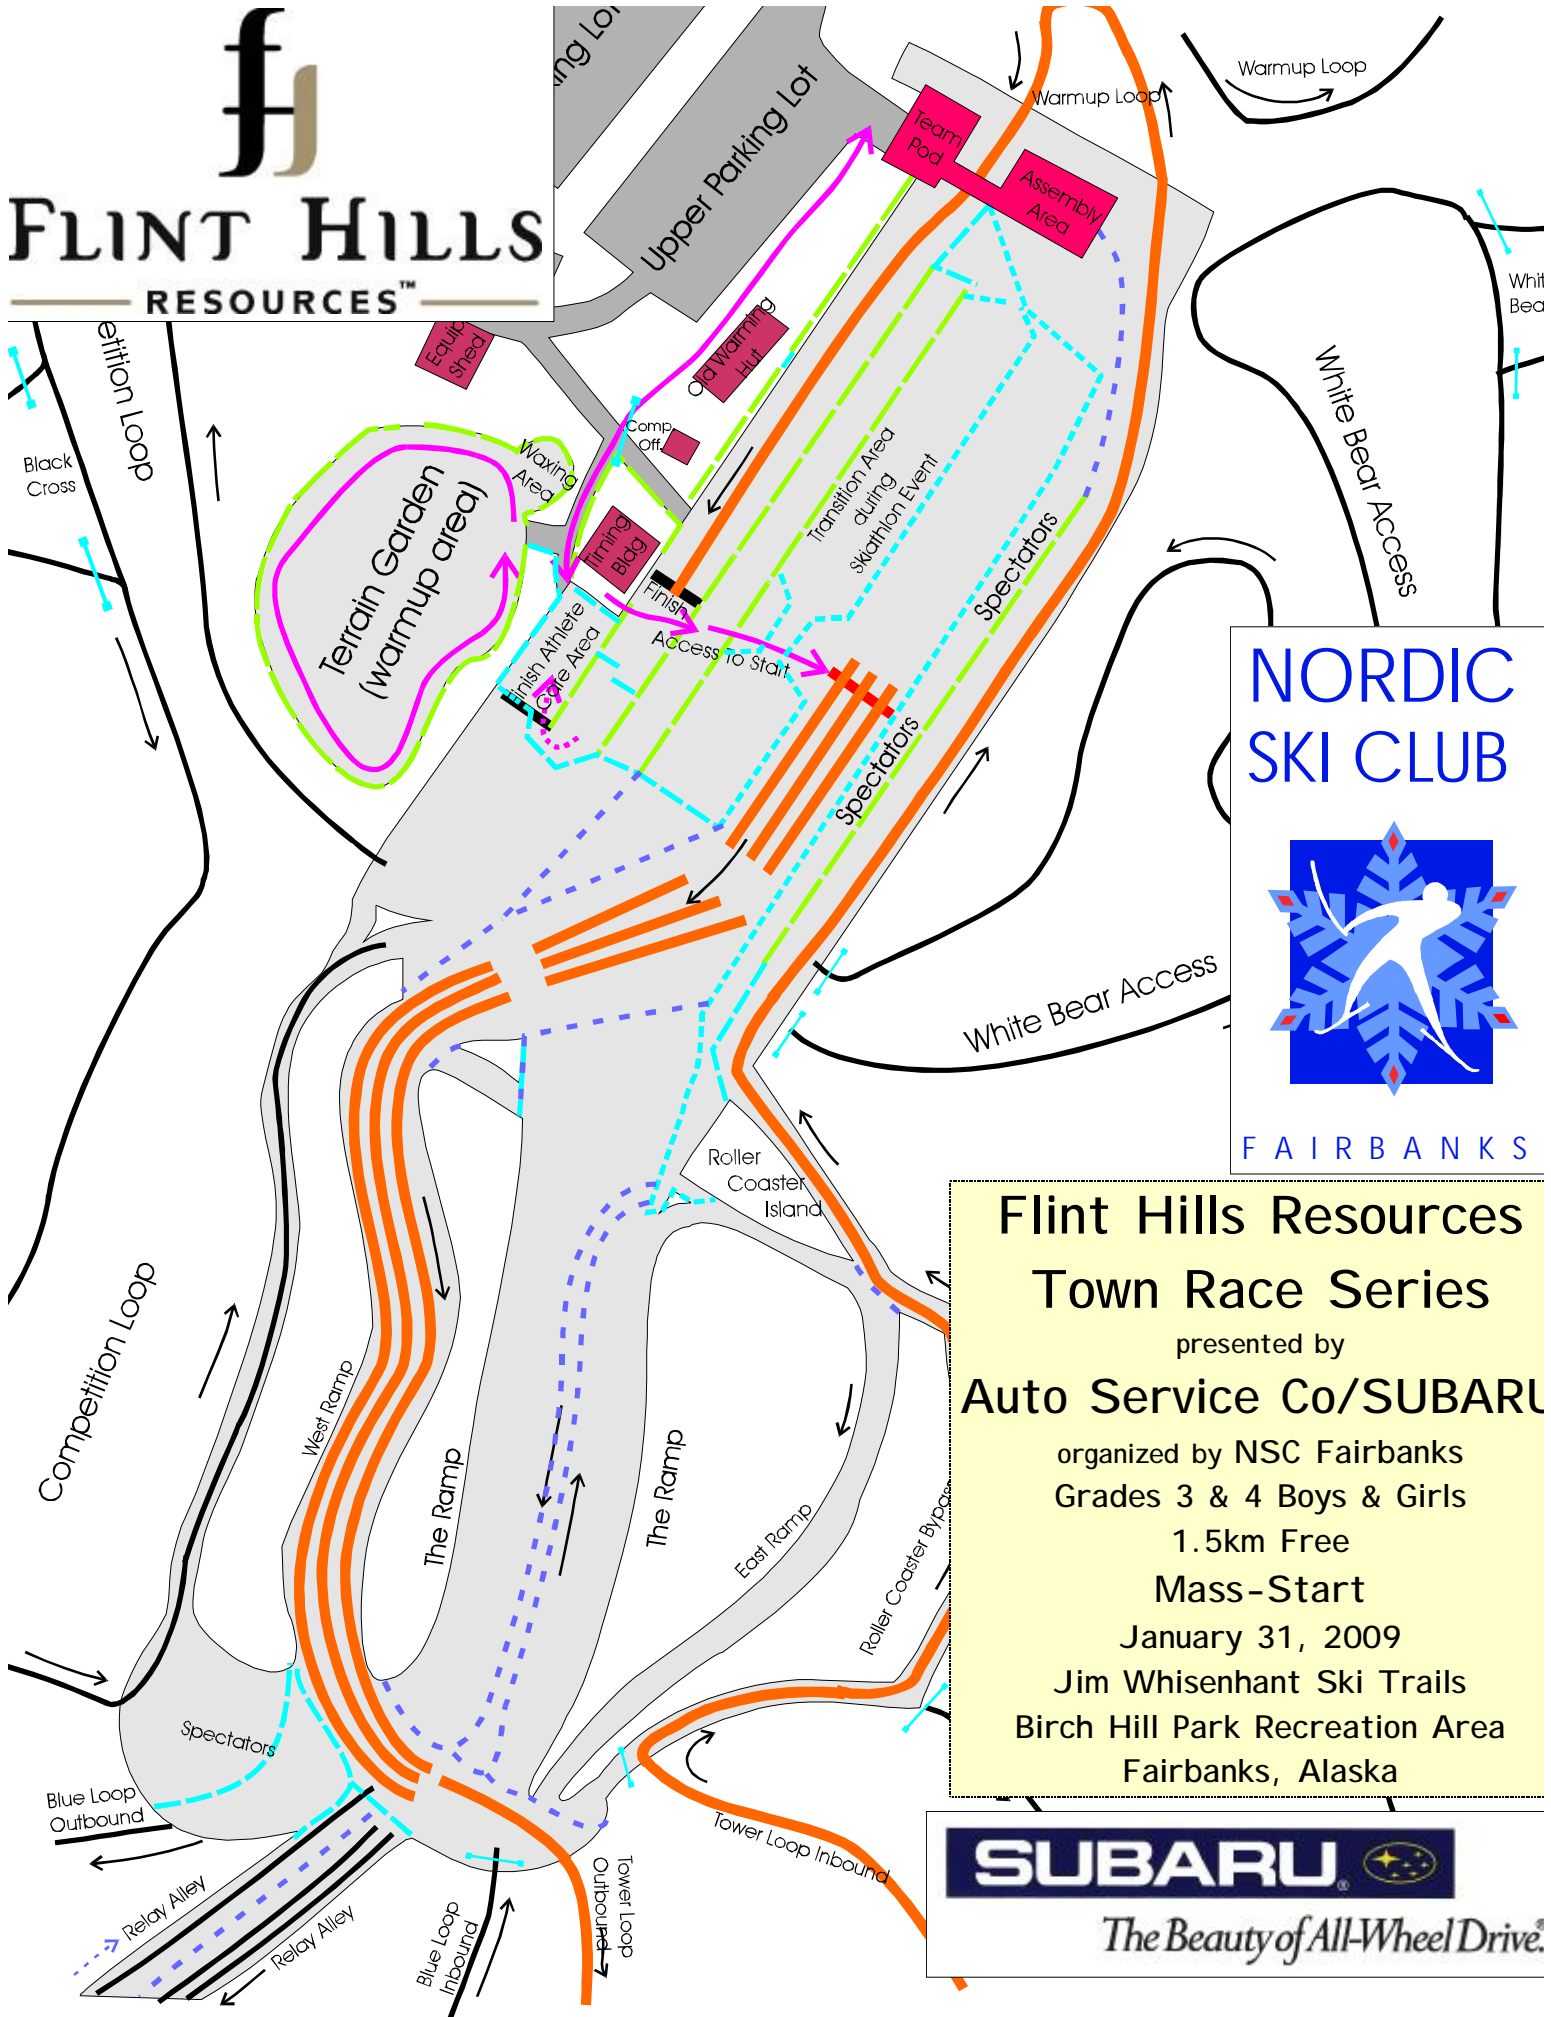 FLINT HILLS
RESOURCES™
Upper Parking Lot
Warmup Loop
Warmup Loop
Team
Pod
Assembly
Area
Old Warming
Hut
Shed
Comp.
Off.
Waxing
Area
Timing
Bldg
Terrain Garden
(warmup area)
Black
Cross
Finish
Finish Athlete
Care Area
Access To Start
Transition Area
during
Skiathlon Event
Spectators
Spectators
White Bear Access
White Bear Access
NORDIC
SKI CLUB
FAIRBANKS
Roller
Coaster
Island
Competition Loop
West Ramp
The Ramp
The Ramp
East Ramp
Spectators
Blue Loop
Outbound
Relay Alley
Relay Alley
Blue Loop
Inbound
Tower Loop
Outbound
Tower Loop Inbound
Flint Hills Resources
Town Race Series
presented by
Auto Service Co/SUBARU
organized by NSC Fairbanks
Grades 3 & 4 Boys & Girls
1.5km Free
Mass-Start
January 31, 2009
Jim Whisenhant Ski Trails
Birch Hill Park Recreation Area
Fairbanks, Alaska
SUBARU®
The Beauty of All-Wheel Drive.®